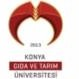 2013
KONYA
GIDA VE TARIM
ÜNİVERSİTESİ